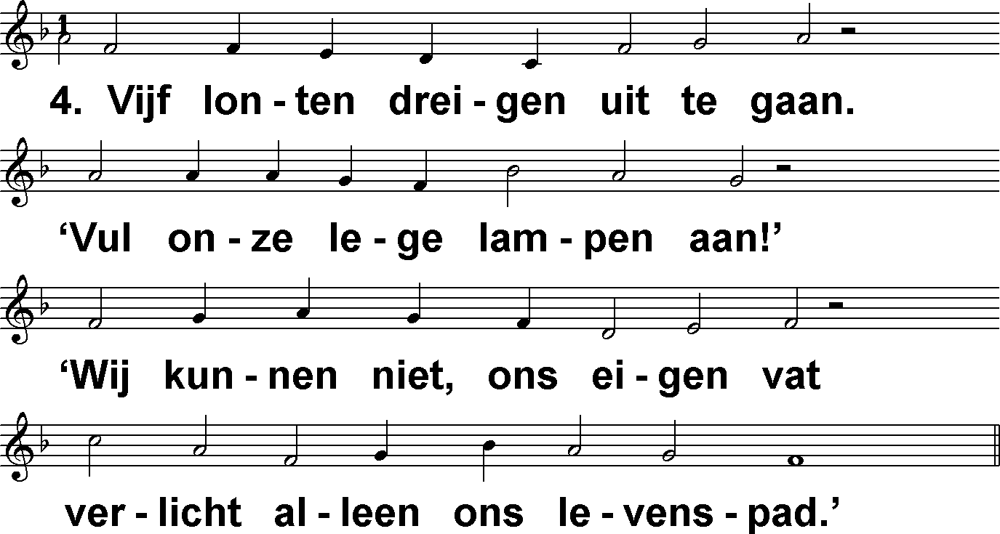 1
4. Vijf lon - ten drei - gen uit te gaan.
‘Vul on - ze le - ge lam - pen aan!’
‘Wij kun - nen niet, ons ei - gen vat
ver - licht al - leen ons le - vens - pad.’